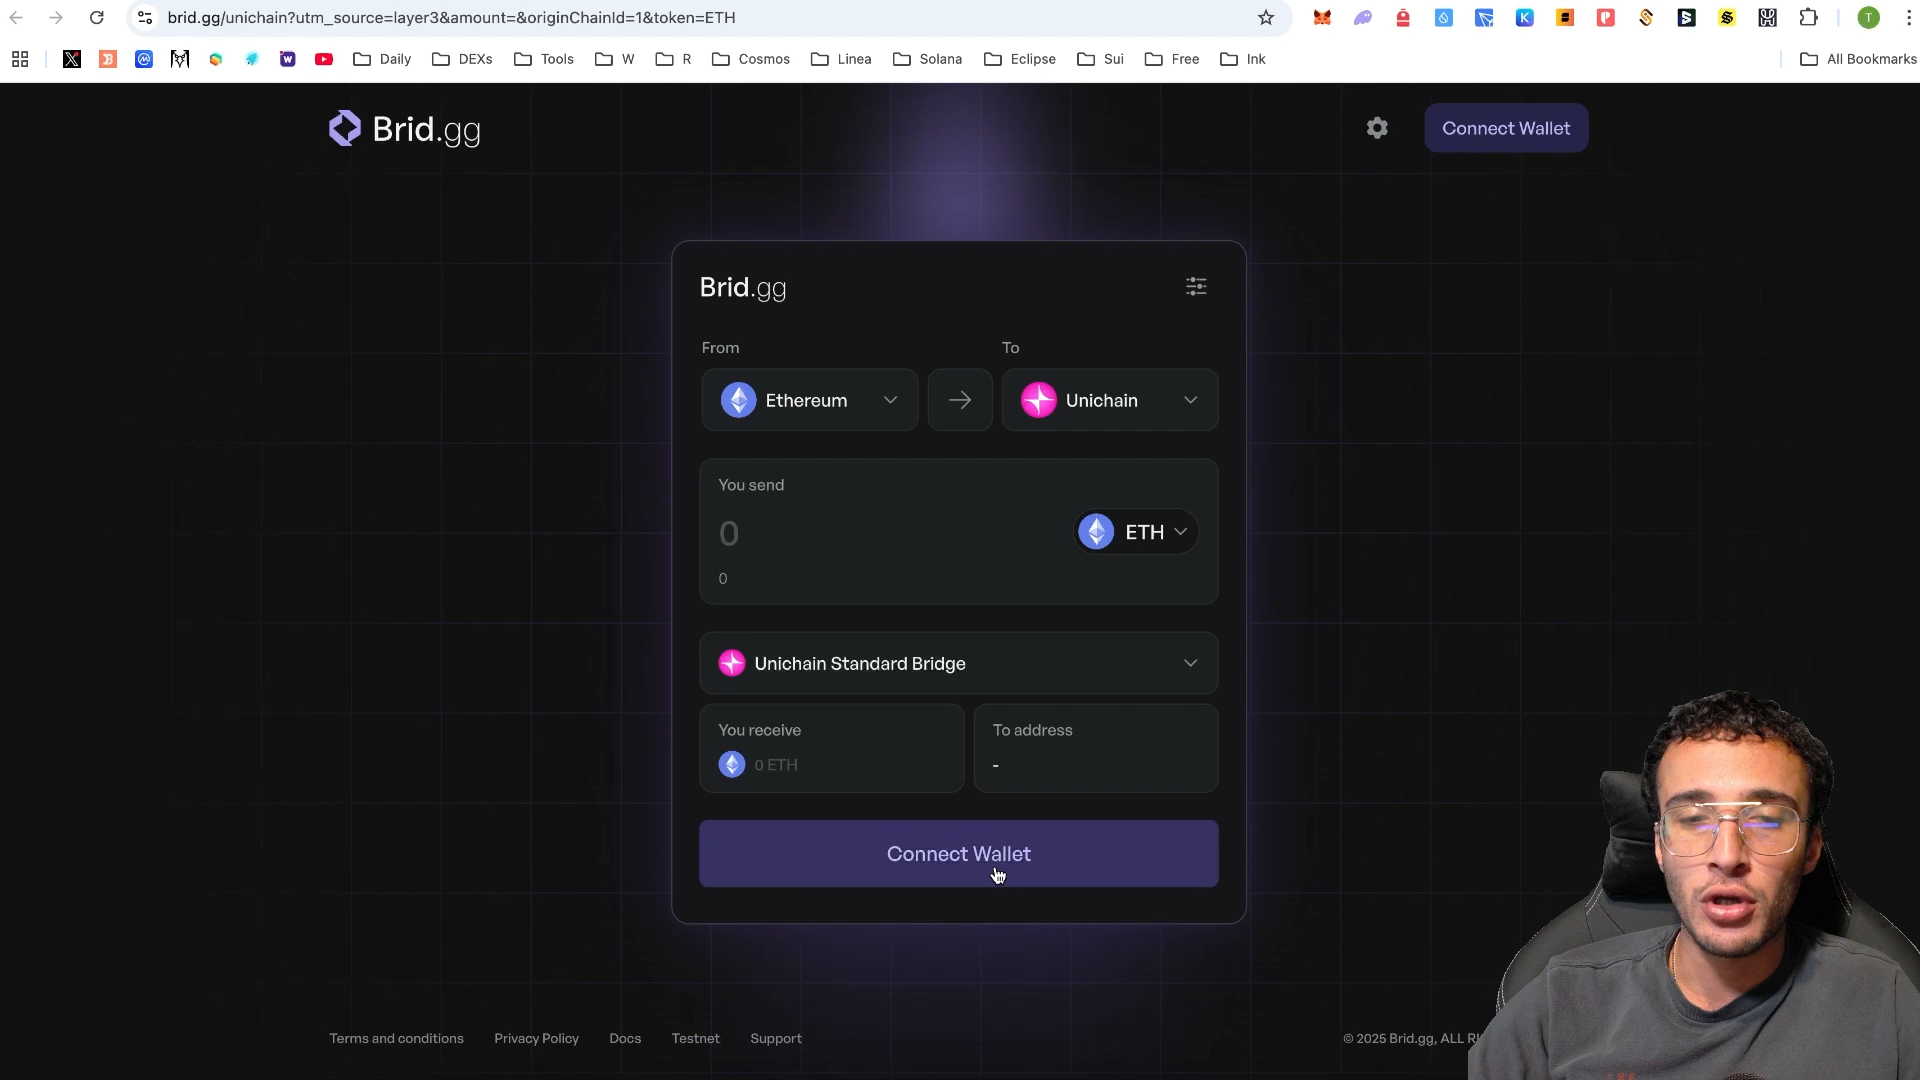 brid.gg/unichain?utm_source=layer3&amount=&originChainId=1&token=ETH
T
Daily
DEXs
Tools
W
R
Cosmos
Linea
Solana
Eclipse
Sui
Free
Ink
All Bookmarks
Brid.gg
Connect Wallet
Brid.gg
From
To
Ethereum
Unichain
You send
0
ETH
0
Unichain Standard Bridge
You receive
To address
0 ETH
-
Connect Wallet
Terms and conditions
Privacy Policy
Docs
Testnet
Support
© 2025 Brid.gg, ALL